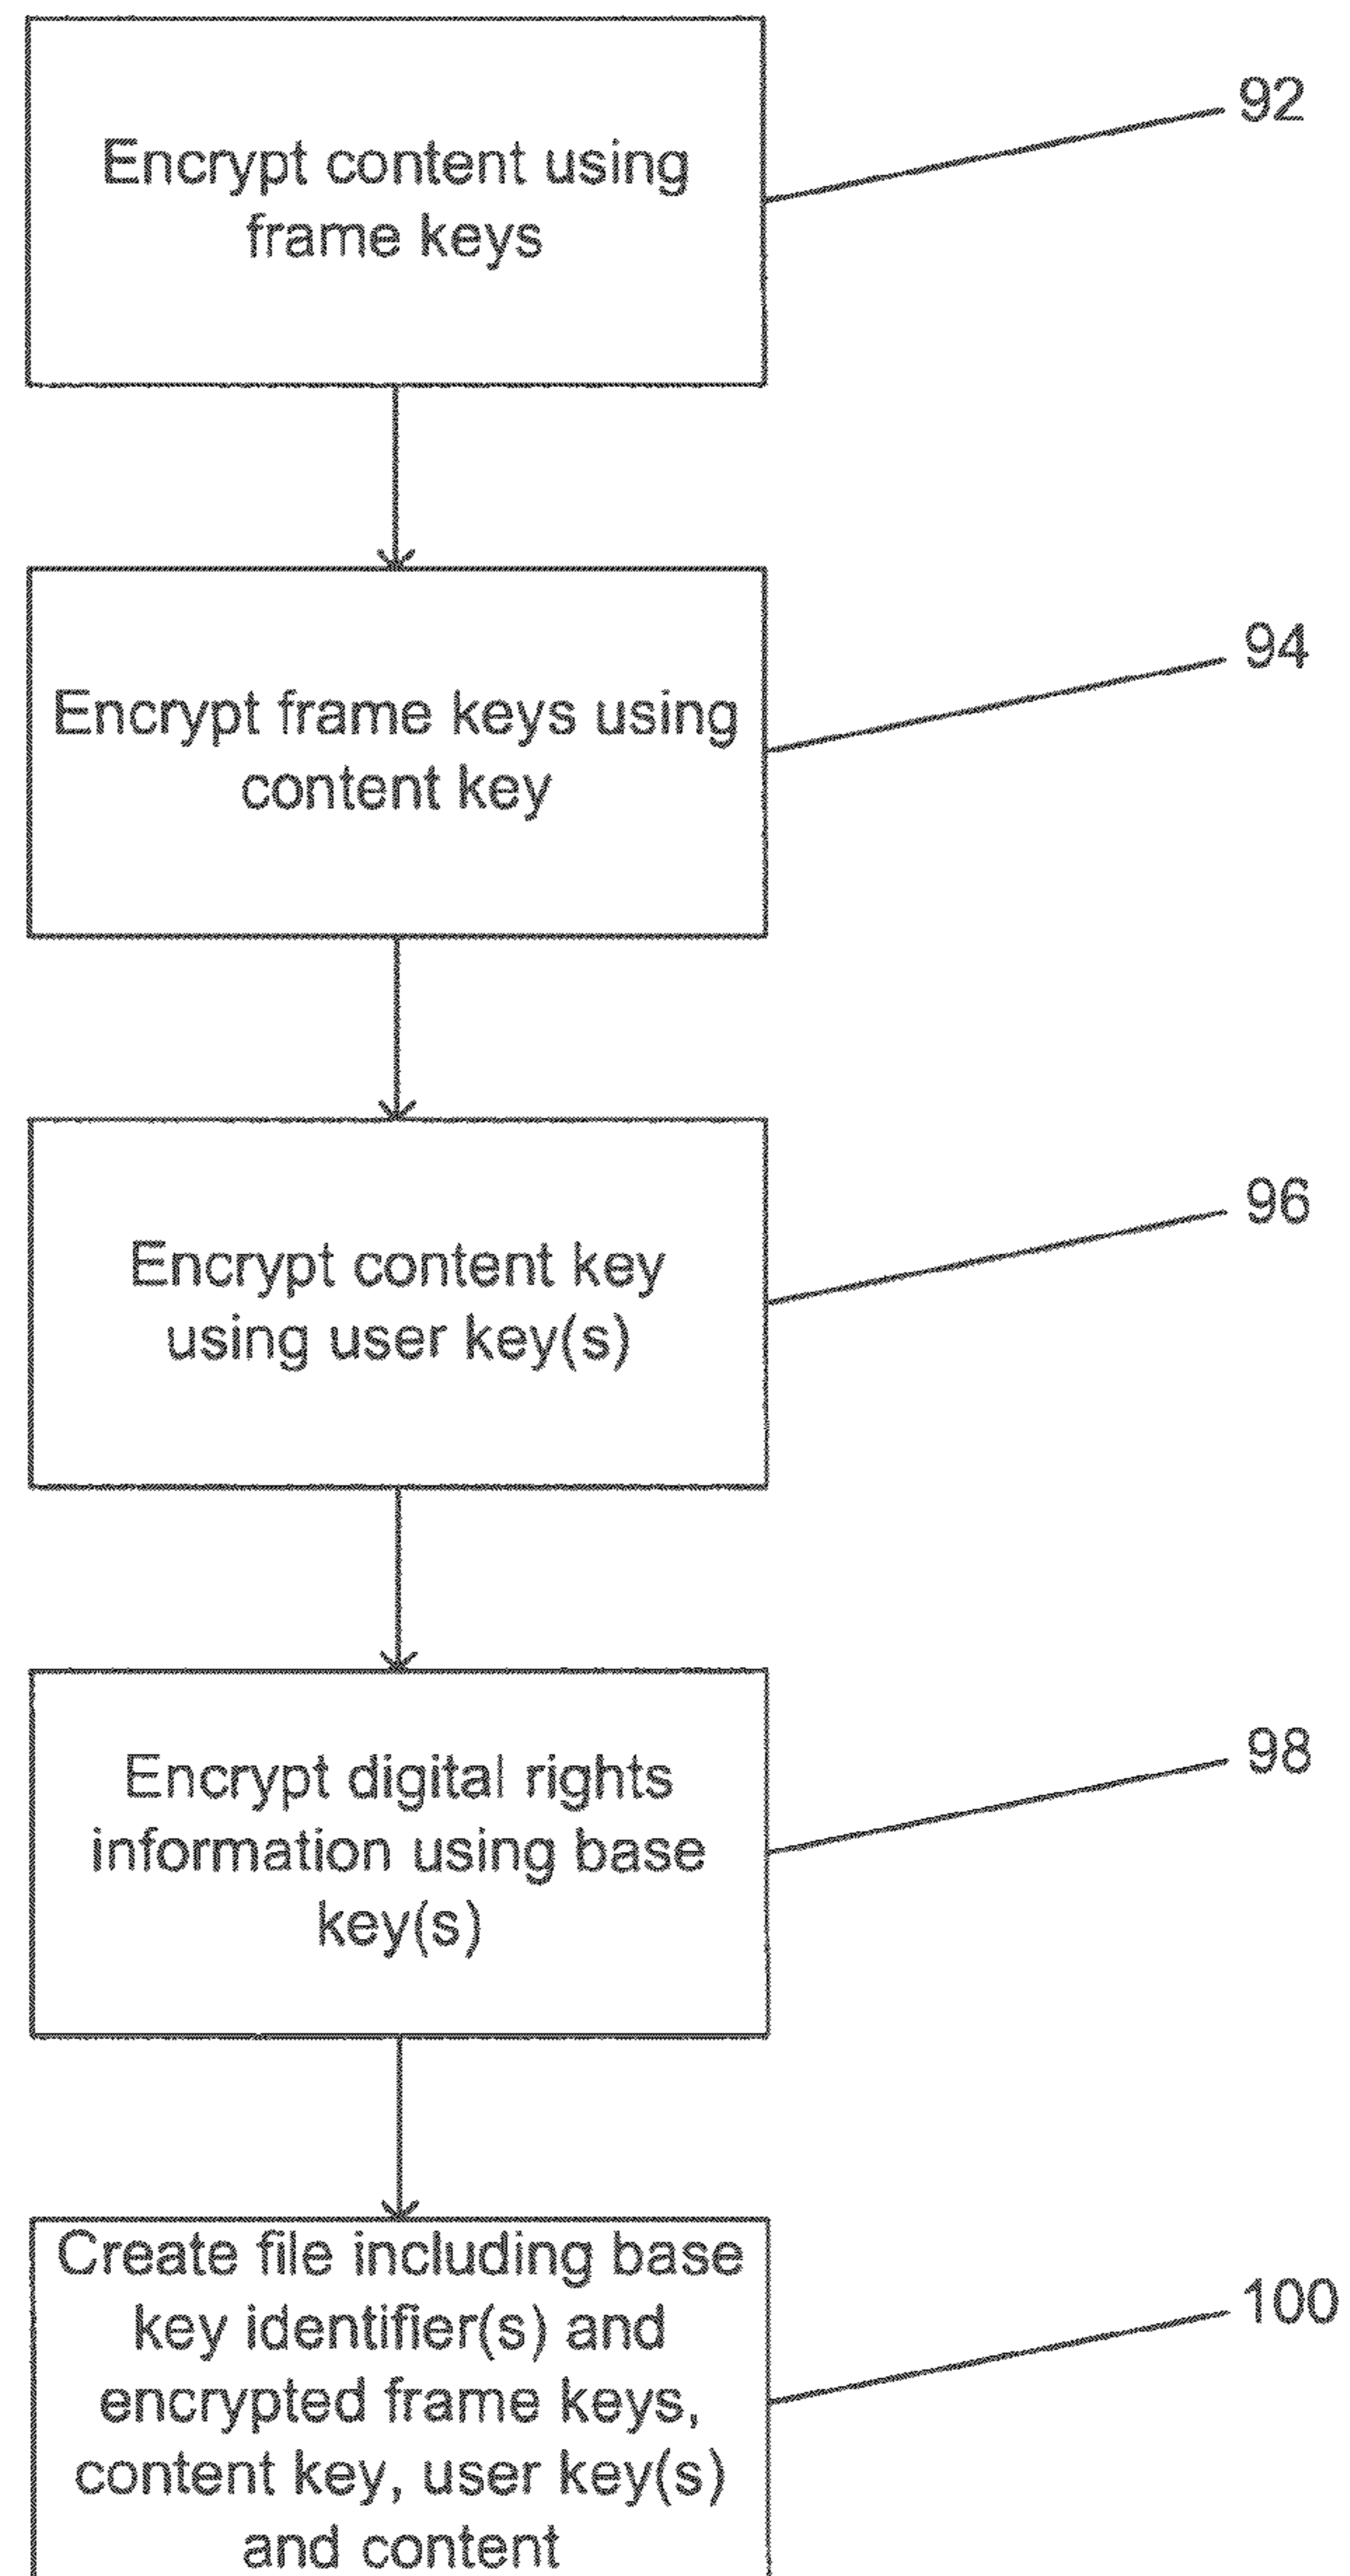 Encrypt content using
frame keys
92
Encrypt frame keys using
content key
94
Encrypt content key
using user key(s)
96
Encrypt digital rights
information using base
key(s)
98
Create file including base
key identifier(s) and
encrypted frame keys,
content key, user key(s)
and content
100